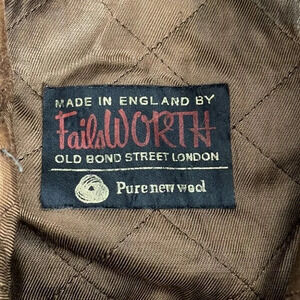 MADE IN ENGLAND BY
FailsWORTH
OLD BOND STREET LONDON
Pure new wool